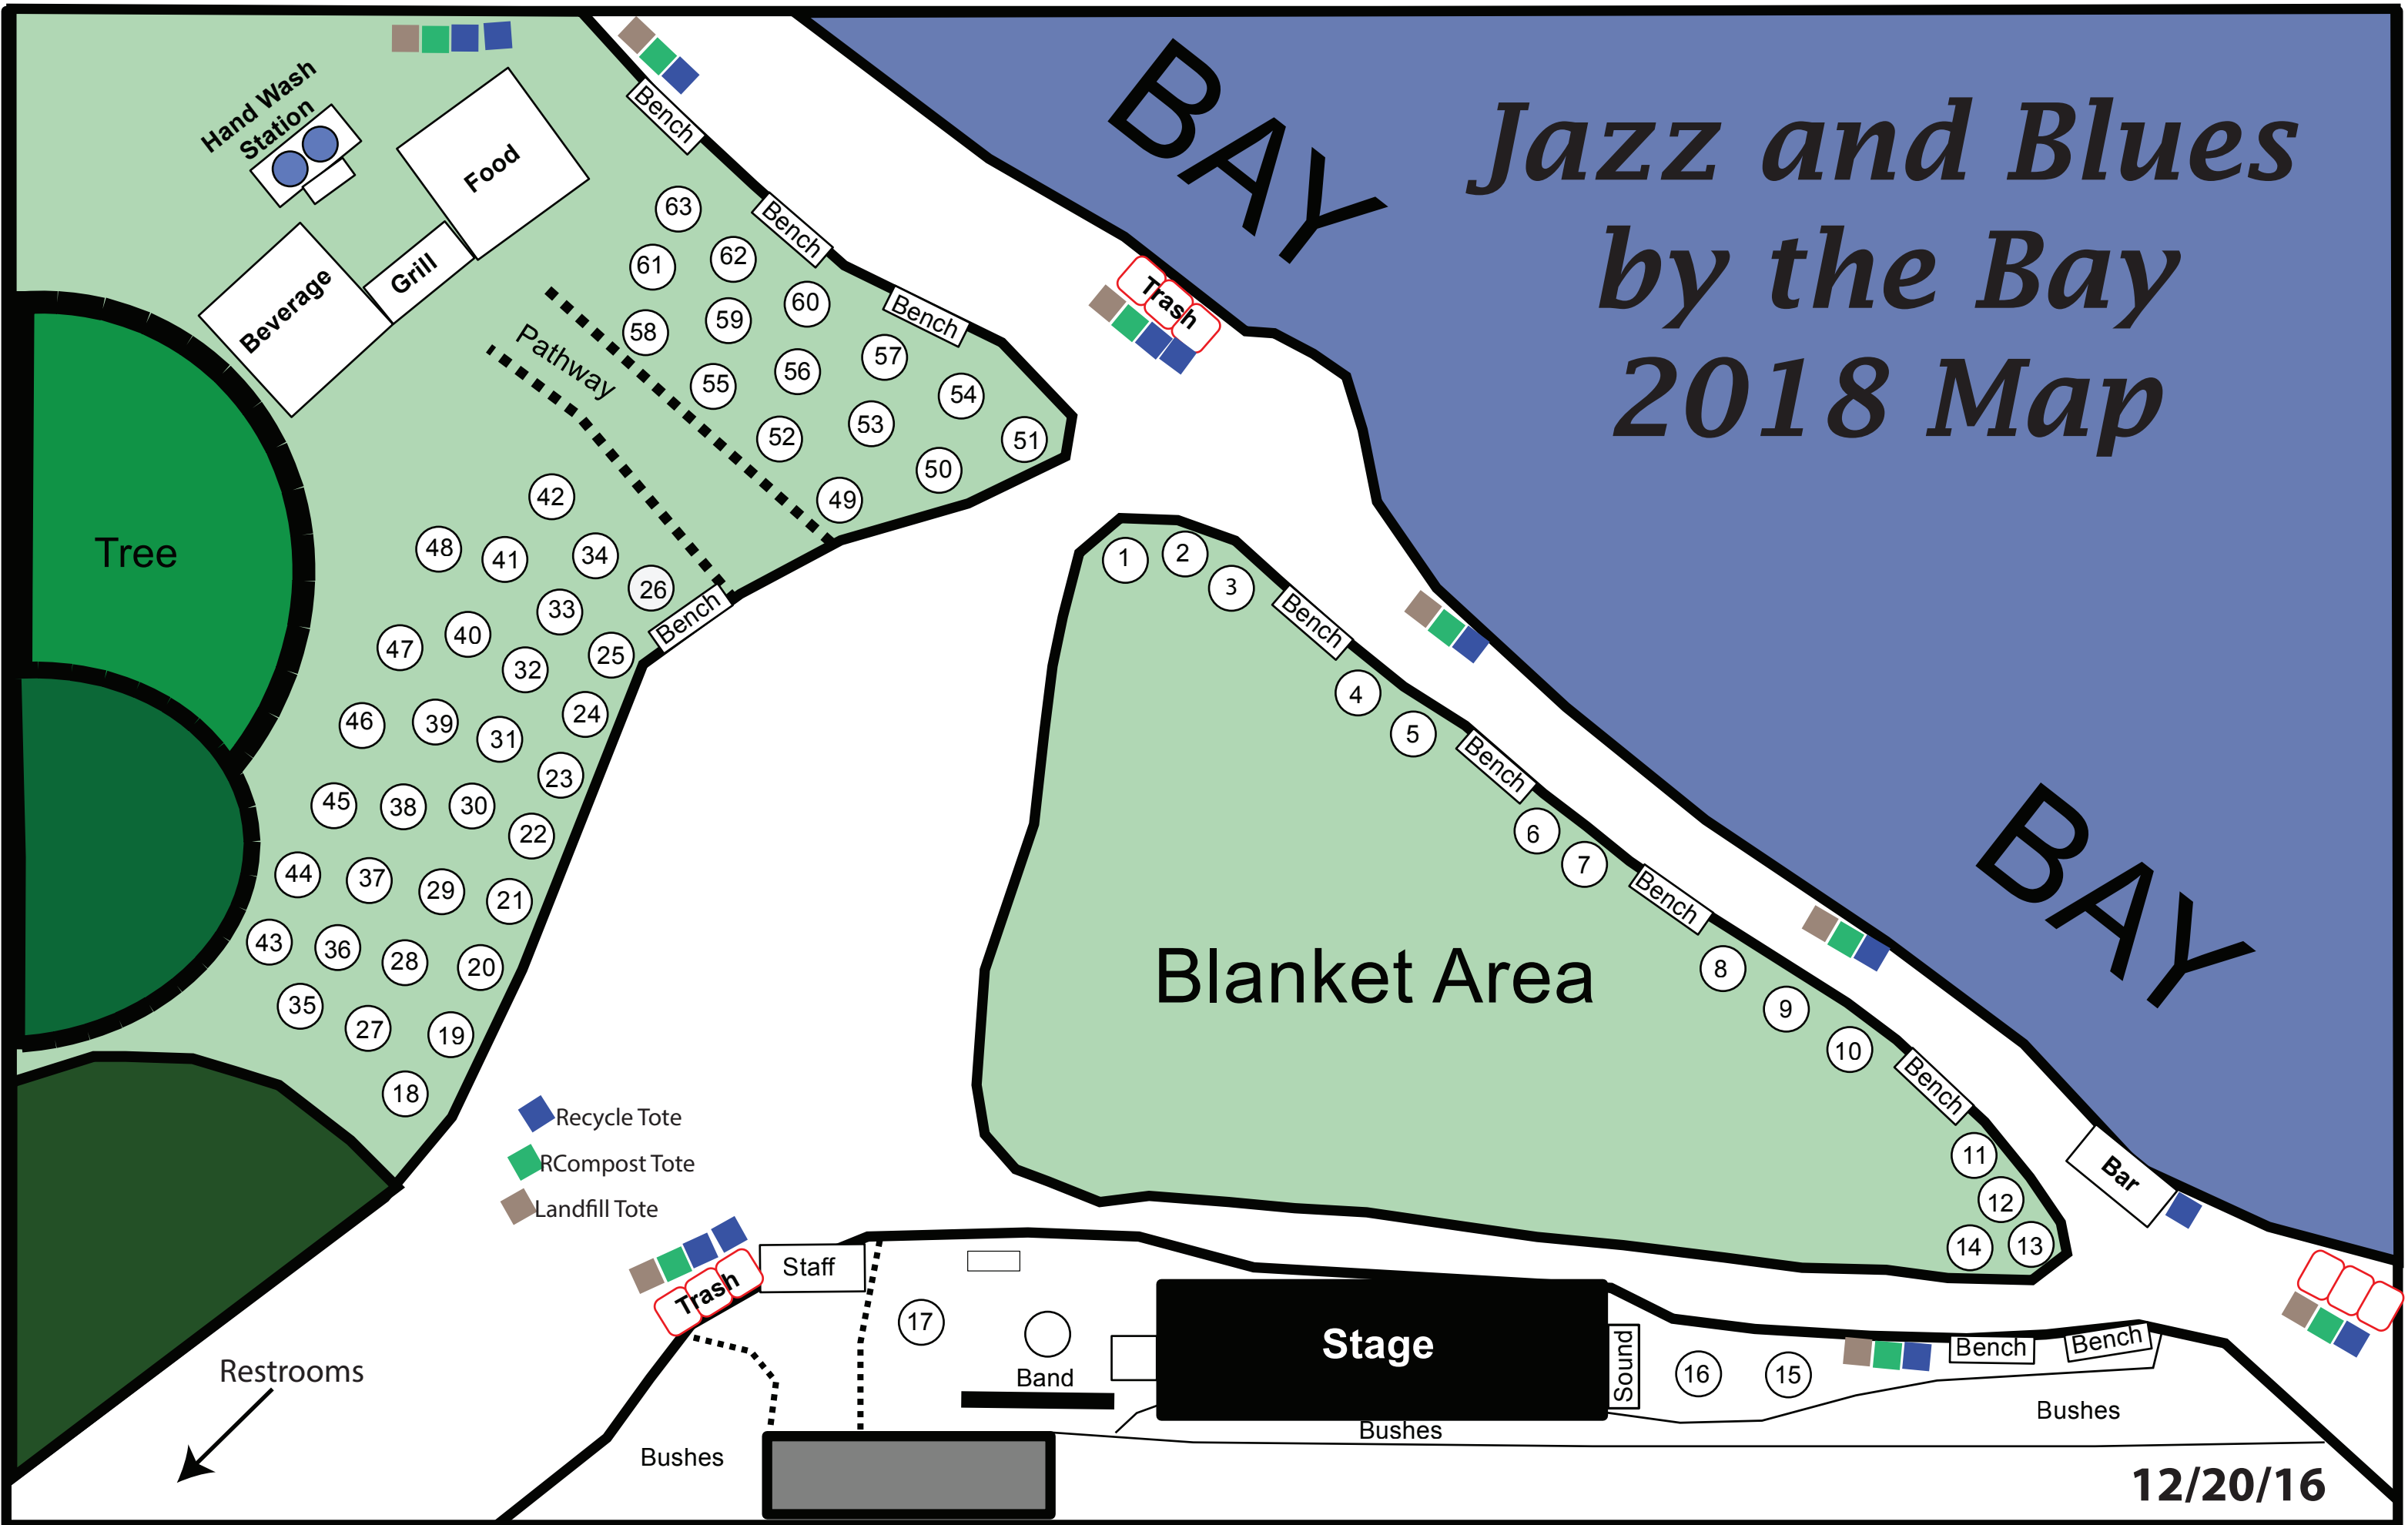 Jazz and Blues
by the Bay
2018 Map
BAY
BAY
Hand Wash
Station
Food
Grill
Beverage
Bench
Bench
Bench
Trash
Pathway
63
61
62
60
58
59
57
55
56
54
52
53
51
50
49
Tree
42
48
41
34
26
Bench
33
47
40
32
25
46
39
31
24
23
45
38
30
22
44
37
29
21
43
36
28
20
35
27
19
18
1
2
3
Bench
4
5
Bench
6
7
Bench
8
9
10
Bench
11
12
14
13
Blanket Area
Bar
Recycle Tote
RCompost Tote
Landfill Tote
Trash
Staff
17
Band
Stage
Sound
16
15
Bench
Bench
Bushes
Bushes
Bushes
Restrooms
12/20/16